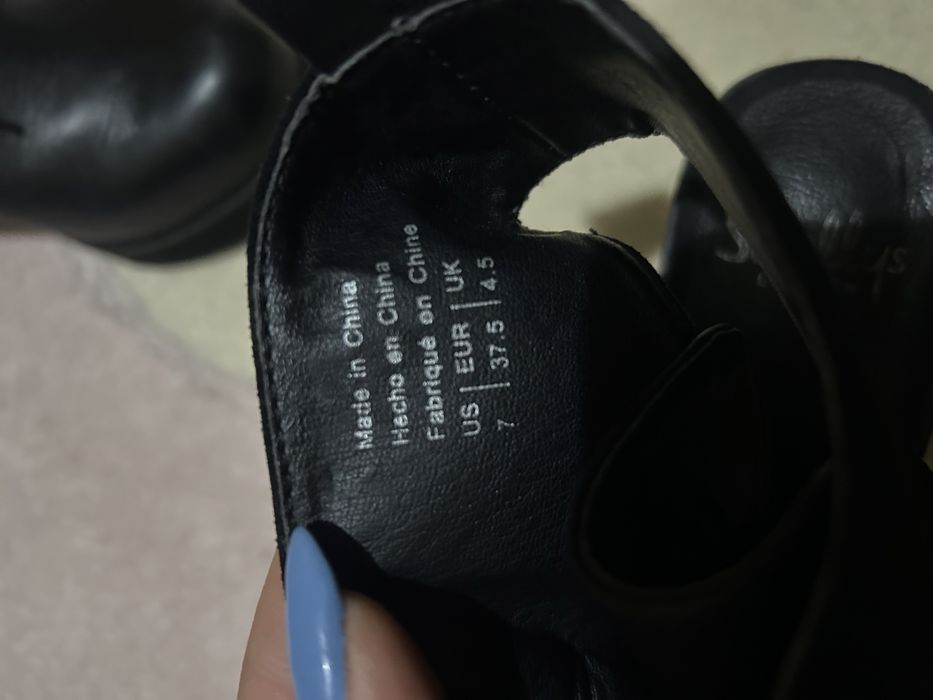 Made in China
Hecho en China
Fabriqué en Chine
US | EUR | UK
7 | 37.5 | 4.5